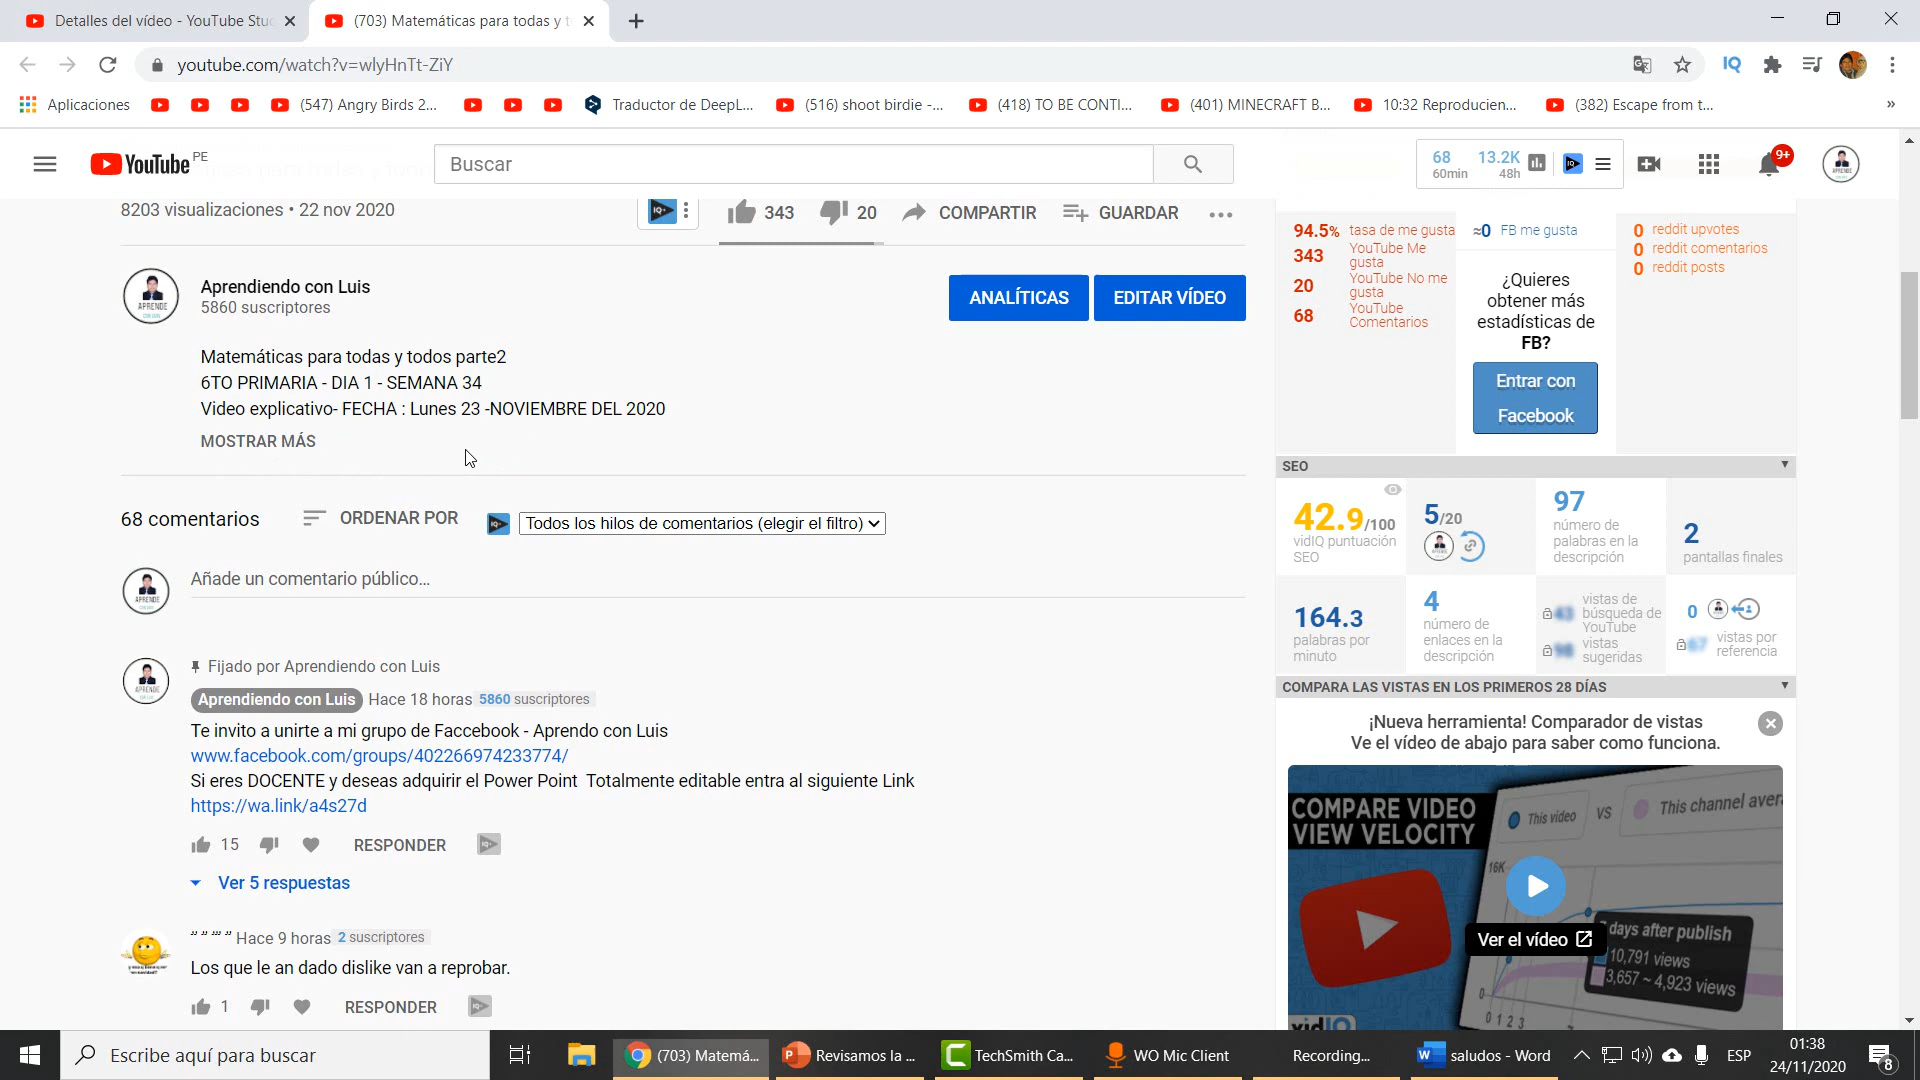 Detalles del vídeo - YouTube Stu
(703) Matemáticas para todas y t
youtube.com/watch?v=wlyHnTt-ZiY
IQ
Aplicaciones
(547) Angry Birds 2...
Traductor de DeepL...
(516) shoot birdie -...
(418) TO BE CONTI...
(401) MINECRAFT B...
10:32 Reproducien...
(382) Escape from t...
»
YouTube PE
Buscar
68
60min
13.2K
48h
9+
8203 visualizaciones • 22 nov 2020
343
20
COMPARTIR
GUARDAR
Aprendiendo con Luis
5860 suscriptores
ANALÍTICAS
EDITAR VÍDEO
Matemáticas para todas y todos parte2
6TO PRIMARIA - DIA 1 - SEMANA 34
Video explicativo- FECHA : Lunes 23 -NOVIEMBRE DEL 2020
MOSTRAR MÁS
68 comentarios
ORDENAR POR
Todos los hilos de comentarios (elegir el filtro)
Añade un comentario público...
Fijado por Aprendiendo con Luis
Aprendiendo con Luis Hace 18 horas 5860 suscriptores
Te invito a unirte a mi grupo de Faccebook - Aprendo con Luis
www.facebook.com/groups/402266974233774/
Si eres DOCENTE y deseas adquirir el Power Point Totalmente editable entra al siguiente Link
https://wa.link/a4s27d
15
RESPONDER
Ver 5 respuestas
Hace 9 horas 2 suscriptores
Los que le an dado dislike van a reprobar.
1
RESPONDER
94.5% tasa de me gusta
343 YouTube Me gusta
20 YouTube No me gusta
68 YouTube Comentarios
≈0 FB me gusta
¿Quieres
obtener más
estadísticas de
FB?
Entrar con
Facebook
0 reddit upvotes
0 reddit comentarios
0 reddit posts
SEO
42.9/100
vidIQ puntuación
SEO
5/20
97
número de
palabras en la
descripción
2
pantallas finales
164.3
palabras por
minuto
4
número de
enlaces en la
descripción
vistas de
búsqueda de
YouTube
vistas
sugeridas
0
vistas por
referencia
COMPARA LAS VISTAS EN LOS PRIMEROS 28 DÍAS
¡Nueva herramienta! Comparador de vistas
Ve el vídeo de abajo para saber como funciona.
COMPARE VIDEO
VIEW VELOCITY
This video
VS
This channel avera
16K
Ver el vídeo
7 days after publish
10,791 views
3,657 ~ 4,923 views
0 1 2 3
vidIQ
Escribe aquí para buscar
(703) Matemá...
Revisamos la ...
TechSmith Ca...
WO Mic Client
Recording...
saludos - Word
ESP
01:38
24/11/2020
8